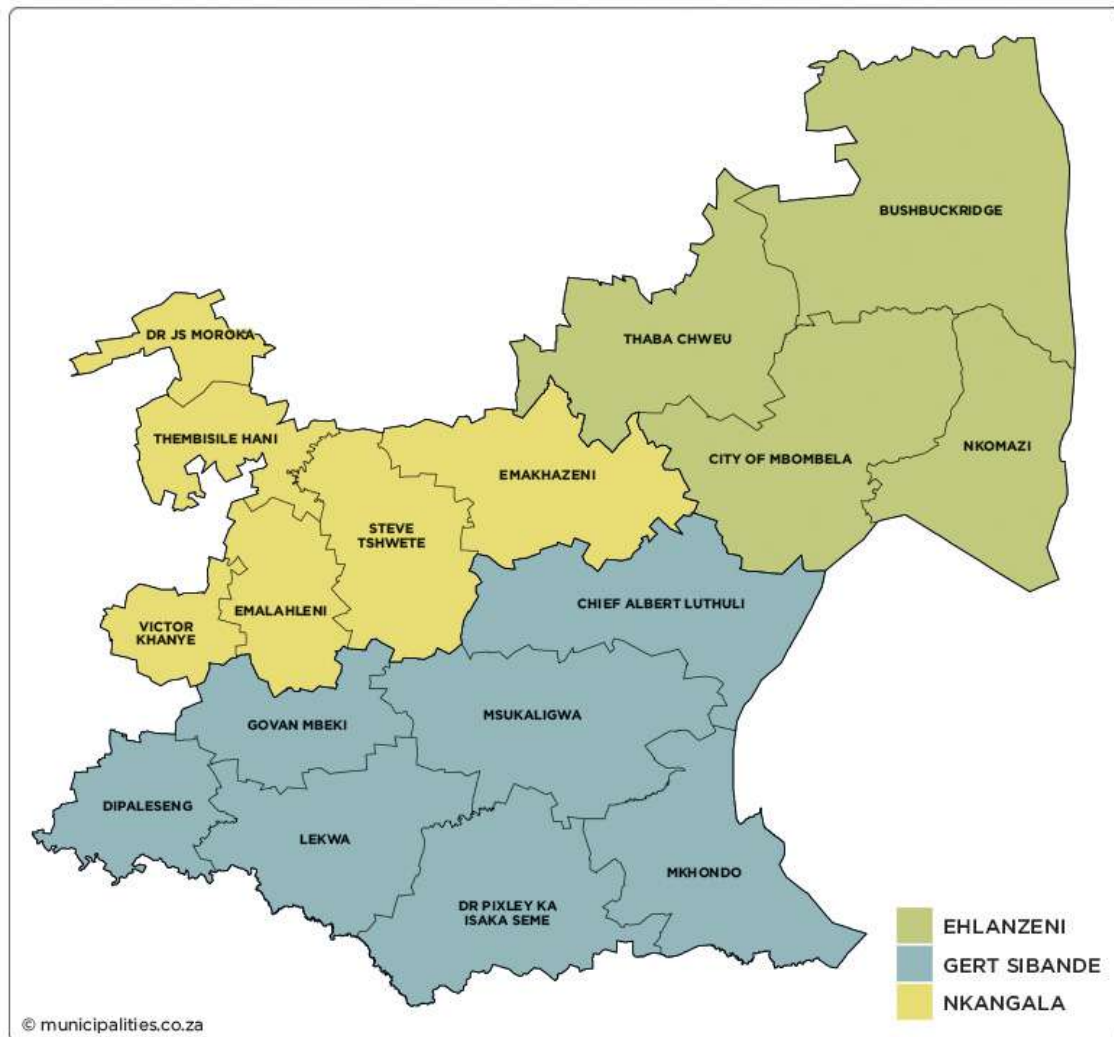 BUSHBUCKRIDGE
DR JS MOROKA
THABA CHWEU
THEMBISILE HANI
NKOMAZI
CITY OF MBOMBELA
EMAKHAZENI
STEVE
TSHWETE
CHIEF ALBERT LUTHULI
EMALAHLENI
VICTOR
KHANYE
MSUKALIGWA
GOVAN MBEKI
DIPALESENG
LEKWA
MKHONDO
DR PIXLEY KA
ISAKA SEME
EHLANZENI
GERT SIBANDE
NKANGALA
© municipalities.co.za